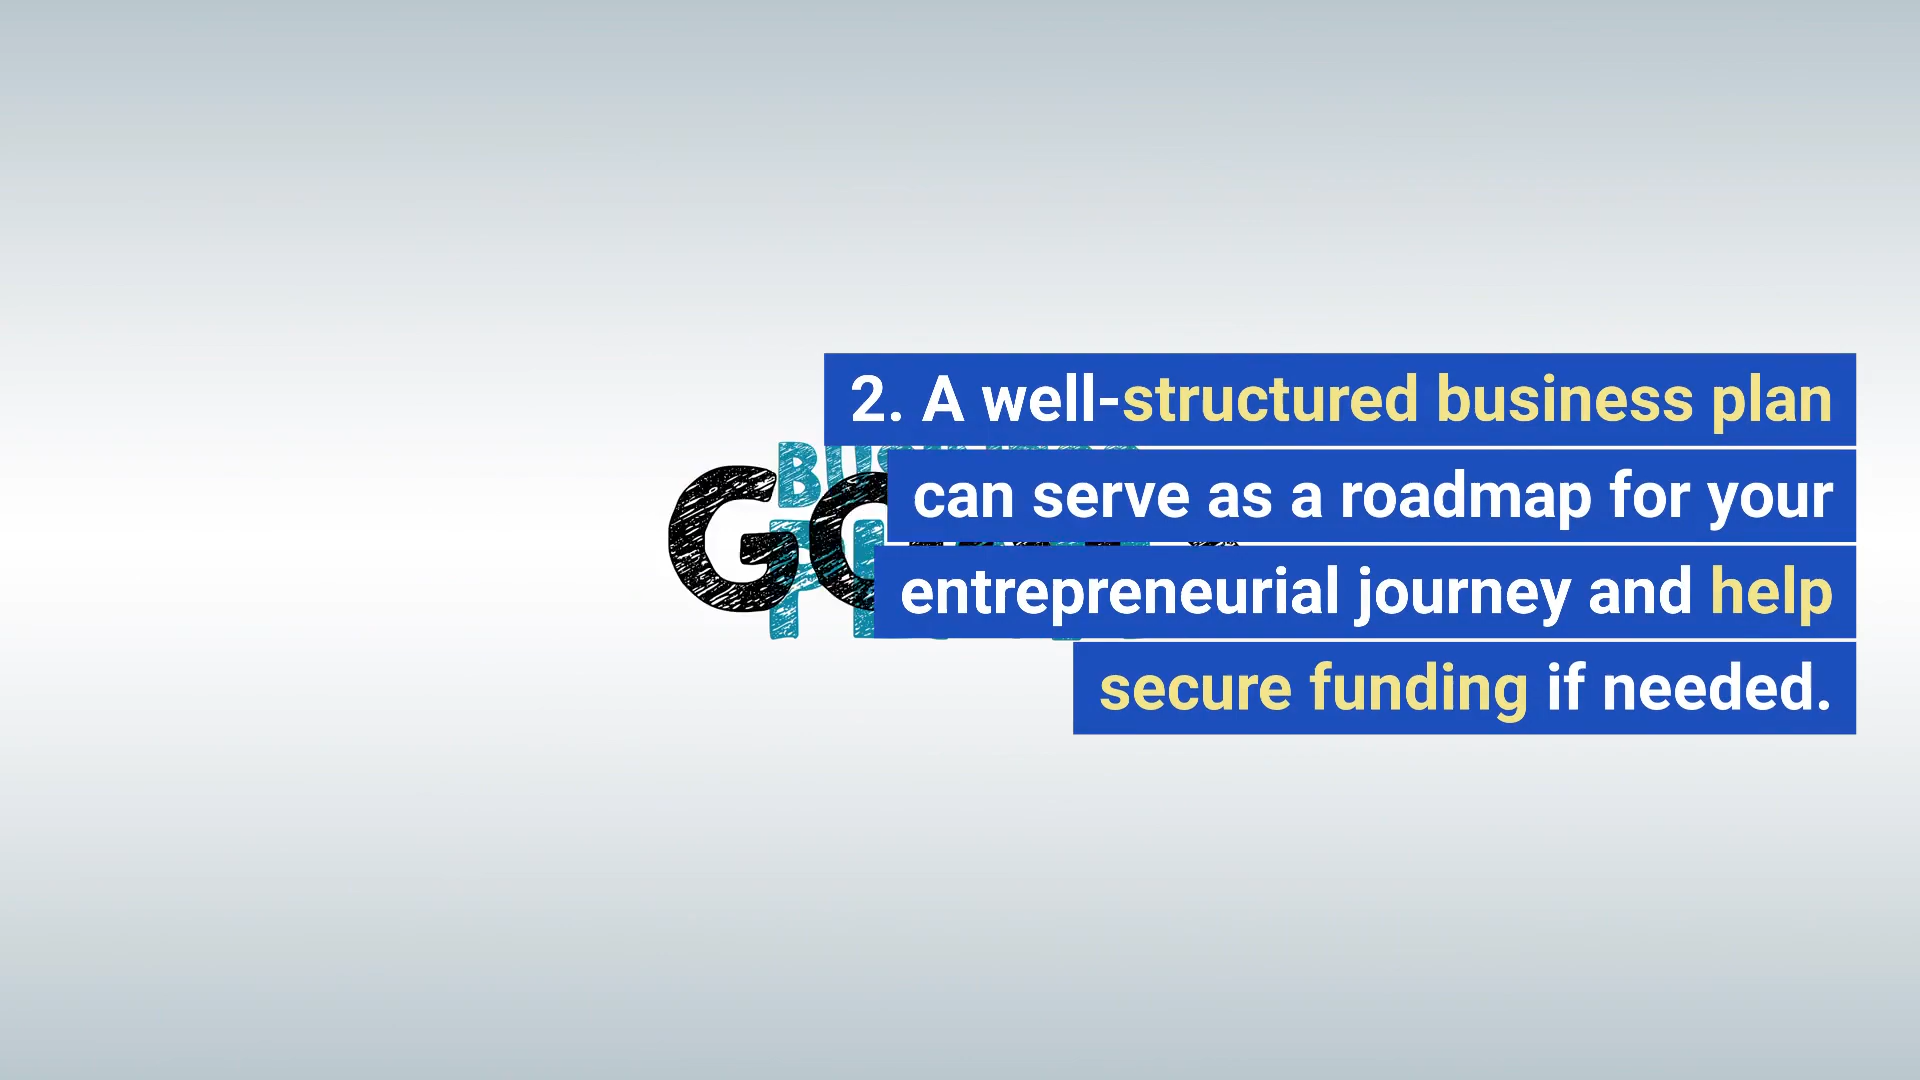 2. A well-structured business plan
can serve as a roadmap for your
entrepreneurial journey and help
secure funding if needed.